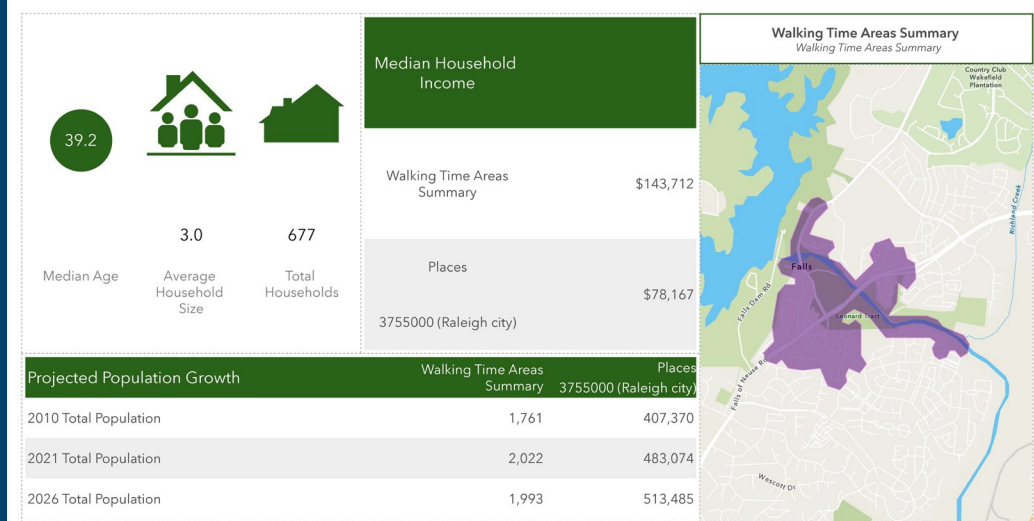 39.2
3.0
677
Median Age
Average
Household
Size
Total
Households
Median Household
Income
Walking Time Areas
Summary
$143,712
Places
3755000 (Raleigh city)
$78,167
Projected Population Growth
Walking Time Areas
Summary
Places
3755000 (Raleigh city)
2010 Total Population 1,761 407,370
2021 Total Population 2,022 483,074
2026 Total Population 1,993 513,485
Walking Time Areas Summary
Walking Time Areas Summary
Country Club
Wakefield
Plantation
Richland Creek
Falls
Falls Dam Rd
Leonard Tract
Falls of Neuse Rd
Wescott Dr